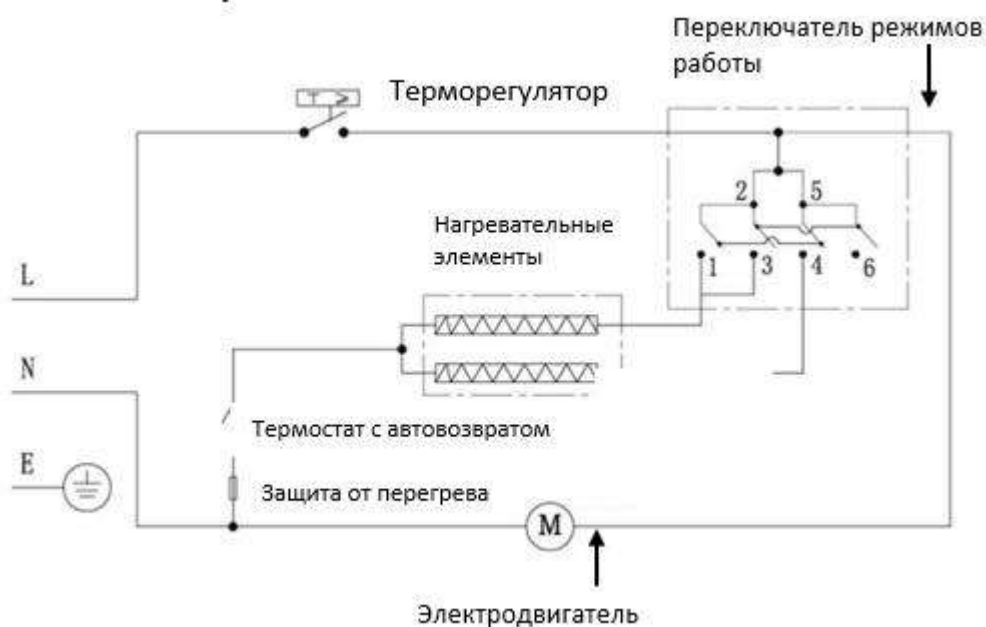 Переключатель режимов
работы
Терморегулятор
2
5
Нагревательные
элементы
1
3
4
6
L
N
Термостат с автовозвратом
E
Защита от перегрева
M
Электродвигатель